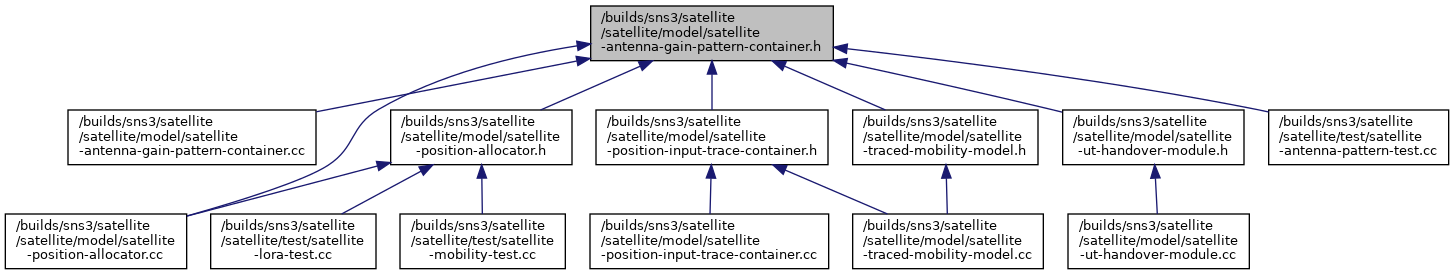 /builds/sns3/satellite
/satellite/model/satellite
-antenna-gain-pattern-container.h
/builds/sns3/satellite
/satellite/model/satellite
-antenna-gain-pattern-container.cc
/builds/sns3/satellite
/satellite/model/satellite
-position-allocator.h
/builds/sns3/satellite
/satellite/model/satellite
-position-input-trace-container.h
/builds/sns3/satellite
/satellite/model/satellite
-traced-mobility-model.h
/builds/sns3/satellite
/satellite/model/satellite
-ut-handover-module.h
/builds/sns3/satellite
/satellite/test/satellite
-antenna-pattern-test.cc
/builds/sns3/satellite
/satellite/model/satellite
-position-allocator.cc
/builds/sns3/satellite
/satellite/test/satellite
-lora-test.cc
/builds/sns3/satellite
/satellite/test/satellite
-mobility-test.cc
/builds/sns3/satellite
/satellite/model/satellite
-position-input-trace-container.cc
/builds/sns3/satellite
/satellite/model/satellite
-traced-mobility-model.cc
/builds/sns3/satellite
/satellite/model/satellite
-ut-handover-module.cc